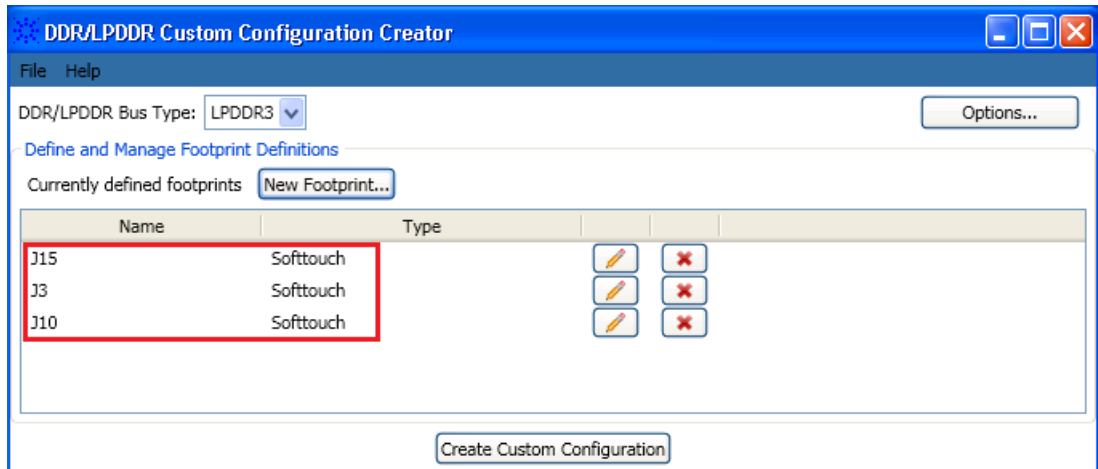 DDR/LPDDR Custom Configuration Creator
File Help
DDR/LPDDR Bus Type: LPDDR3 Options...
Define and Manage Footprint Definitions
Currently defined footprints New Footprint...
Name Type
J15 Softtouch
J3 Softtouch
J10 Softtouch
Create Custom Configuration